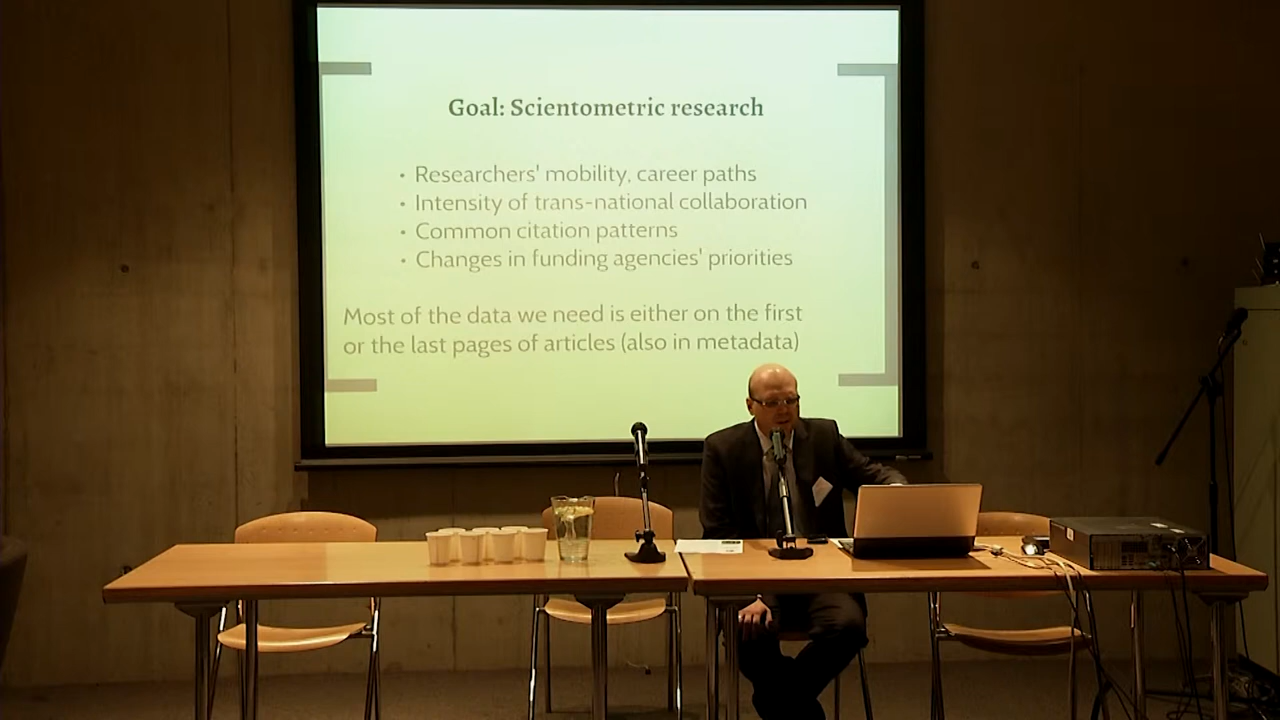 Goal: Scientometric research
• Researchers' mobility, career paths
• Intensity of trans-national collaboration
• Common citation patterns
• Changes in funding agencies' priorities
Most of the data we need is either on the first
or the last pages of articles (also in metadata)